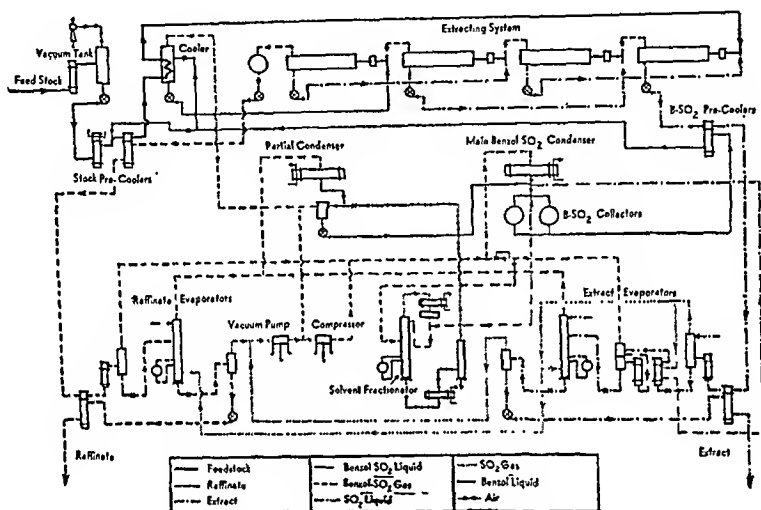 Extracting System
Vacuum Tank
Cooler
Feed Stock
B-SO₂ Pre-Coolers
Stock Pre-Coolers
Partial Condenser
Main Benzol SO₂ Condenser
B-SO₂ Collectors
Raffinate Evaporators
Extract Evaporators
Vacuum Pump
Compressor
Solvent Fractionator
Raffinate
Extract
Feedstock
Raffinate
Extract
Benzol SO₂ Liquid
Benzol-SO₂ Gas
SO₂ Liquid
SO₂ Gas
Benzol Liquid
Air